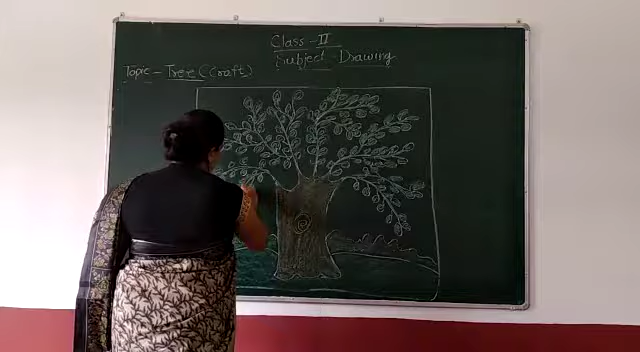 Class - II
Subject - Drawing
Topic - Tree (Craft)